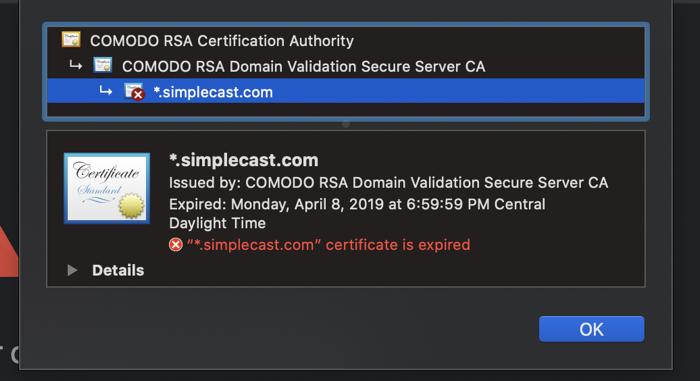 COMODO RSA Certification Authority
COMODO RSA Domain Validation Secure Server CA
*.simplecast.com
Certificate
Standard
*.simplecast.com
Issued by: COMODO RSA Domain Validation Secure Server CA
Expired: Monday, April 8, 2019 at 6:59:59 PM Central
Daylight Time
“*.simplecast.com” certificate is expired
Details
OK